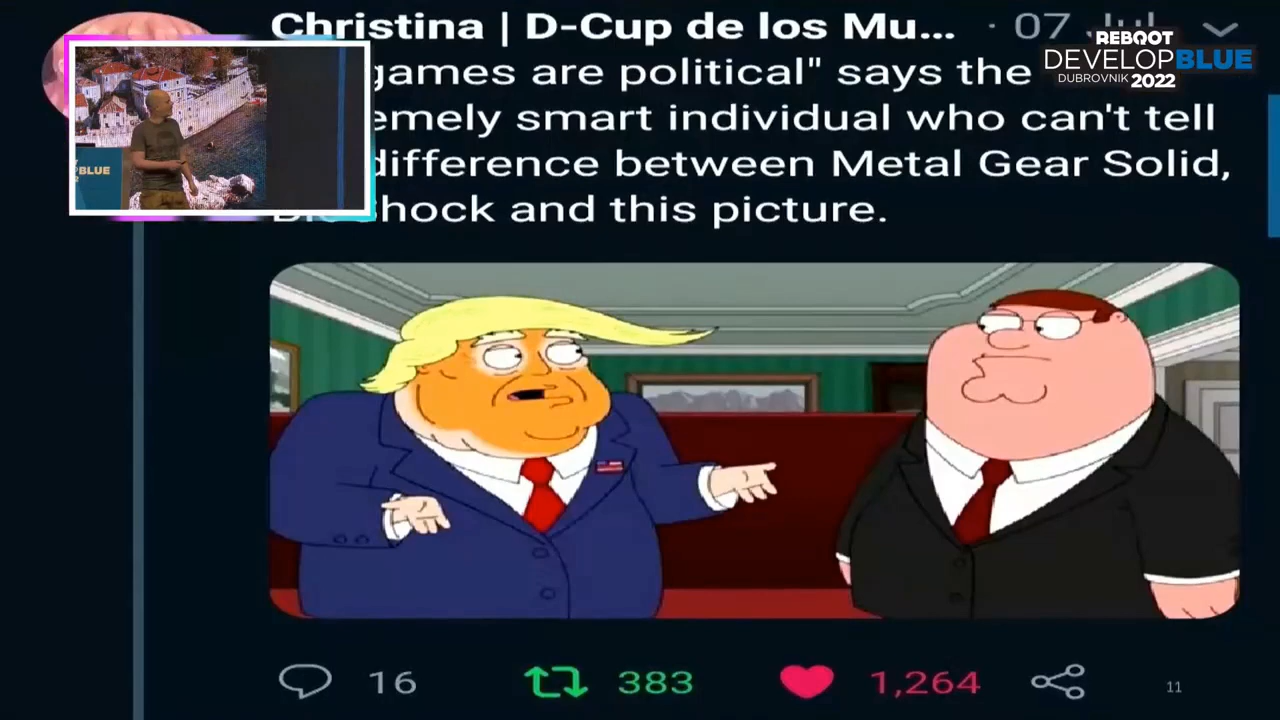 Christina | D-Cup de los Mu... · 07 Jul
games are political" says the
emely smart individual who can't tell
difference between Metal Gear Solid,
hock and this picture.
REBOOT
DEVELOPBLUE
DUBROVNIK 2022
BLUE
16
383
1,264
11